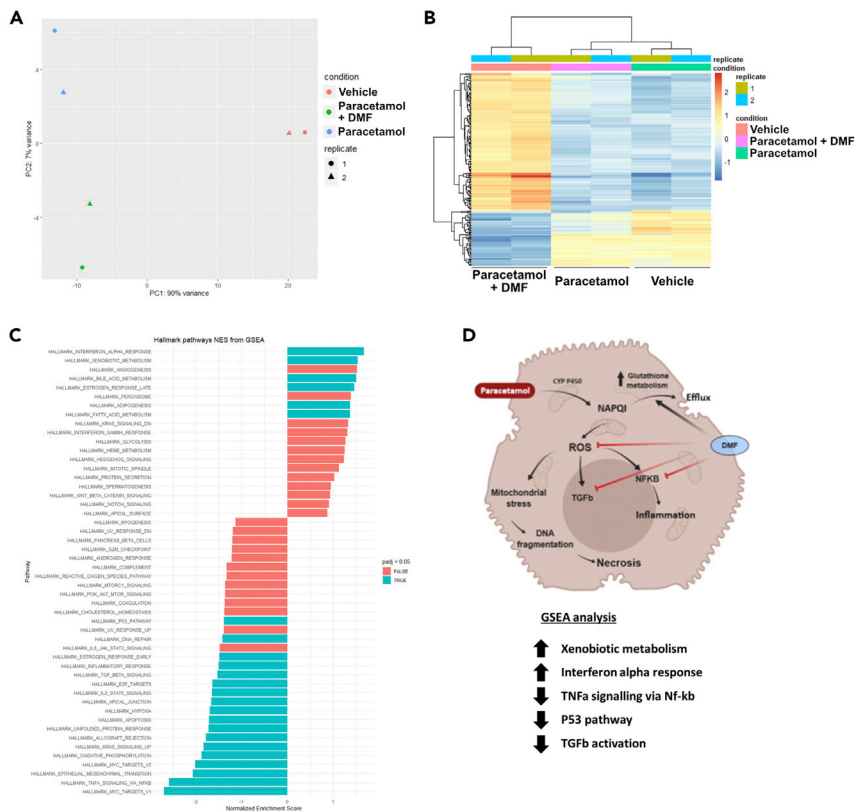 A
4
0
-4
-10
0
10
20
PC2: 7% variance
PC1: 90% variance
condition
Vehicle
Paracetamol
+ DMF
Paracetamol
replicate
1
2
B
replicate
condition
2
1
0
-1
replicate
1
2
condition
Vehicle
Paracetamol + DMF
Paracetamol
Paracetamol
+ DMF
Paracetamol
Vehicle
C
Hallmark pathways NES from GSEA
HALLMARK_INTERFERON_ALPHA_RESPONSE
HALLMARK_XENOBIOTIC_METABOLISM
HALLMARK_ANGIOGENESIS
HALLMARK_BILE_ACID_METABOLISM
HALLMARK_ESTROGEN_RESPONSE_LATE
HALLMARK_PEROXISOME
HALLMARK_ADIPOGENESIS
HALLMARK_FATTY_ACID_METABOLISM
HALLMARK_KRAS_SIGNALING_DN
HALLMARK_INTERFERON_GAMMA_RESPONSE
HALLMARK_GLYCOLYSIS
HALLMARK_HEME_METABOLISM
HALLMARK_HEDGEHOG_SIGNALING
HALLMARK_MITOTIC_SPINDLE
HALLMARK_PROTEIN_SECRETION
HALLMARK_SPERMATOGENESIS
HALLMARK_WNT_BETA_CATENIN_SIGNALING
HALLMARK_NOTCH_SIGNALING
HALLMARK_APICAL_SURFACE
HALLMARK_MYOGENESIS
HALLMARK_UV_RESPONSE_DN
HALLMARK_PANCREAS_BETA_CELLS
HALLMARK_G2M_CHECKPOINT
HALLMARK_ANDROGEN_RESPONSE
HALLMARK_COMPLEMENT
HALLMARK_REACTIVE_OXIGEN_SPECIES_PATHWAY
HALLMARK_MTORC1_SIGNALING
HALLMARK_PI3K_AKT_MTOR_SIGNALING
HALLMARK_COAGULATION
HALLMARK_CHOLESTEROL_HOMEOSTASIS
HALLMARK_P53_PATHWAY
HALLMARK_UV_RESPONSE_UP
HALLMARK_DNA_REPAIR
HALLMARK_IL6_JAK_STAT3_SIGNALING
HALLMARK_ESTROGEN_RESPONSE_EARLY
HALLMARK_INFLAMMATORY_RESPONSE
HALLMARK_TGF_BETA_SIGNALING
HALLMARK_E2F_TARGETS
HALLMARK_IL2_STAT5_SIGNALING
HALLMARK_APICAL_JUNCTION
HALLMARK_HYPOXIA
HALLMARK_APOPTOSIS
HALLMARK_UNFOLDED_PROTEIN_RESPONSE
HALLMARK_ALLOGRAFT_REJECTION
HALLMARK_KRAS_SIGNALING_UP
HALLMARK_OXIDATIVE_PHOSPHORYLATION
HALLMARK_MYC_TARGETS_V2
HALLMARK_EPITHELIAL_MESENCHYMAL_TRANSITION
HALLMARK_TNFA_SIGNALING_VIA_NFKB
HALLMARK_MYC_TARGETS_V1
Pathway
-2
-1
0
1
Normalized Enrichment Score
padj < 0.05
FALSE
TRUE
D
Paracetamol
CYP P450
NAPQI
Glutathione
metabolism
Efflux
DMF
ROS
Mitochondrial
stress
TGFb
NFKB
Inflammation
DNA
fragmentation
Necrosis
GSEA analysis
Xenobiotic metabolism
Interferon alpha response
TNFa signalling via Nf-kb
P53 pathway
TGFb activation